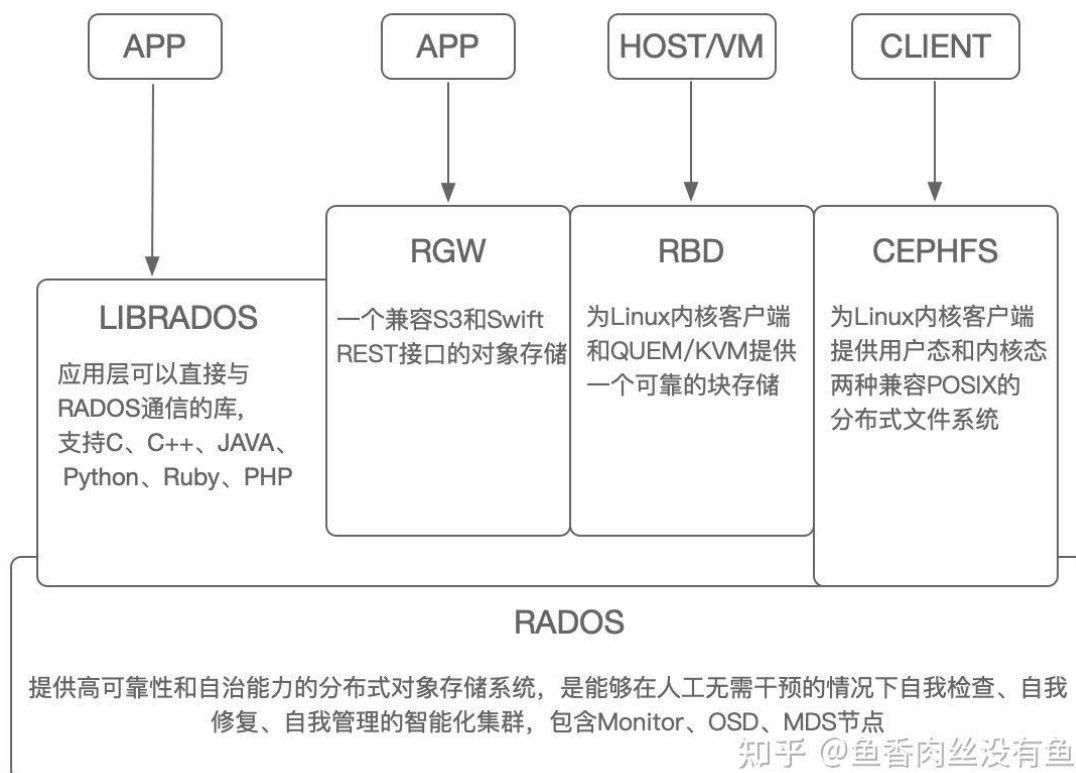 APP
APP
HOST/VM
CLIENT
LIBRADOS
应用层可以直接与
RADOS通信的库,
支持C、C++、JAVA、
Python、Ruby、PHP
RGW
一个兼容S3和Swift
REST接口的对象存储
RBD
为Linux内核客户端
和QUEM/KVM提供
一个可靠的块存储
CEPHFS
为Linux内核客户端
提供用户态和内核态
两种兼容POSIX的
分布式文件系统
RADOS
提供高可靠性和自治能力的分布式对象存储系统，是能够在人工无需干预的情况下自我检查、自我
修复、自我管理的智能化集群，包含Monitor、OSD、MDS节点
知乎 @鱼香肉丝没有鱼